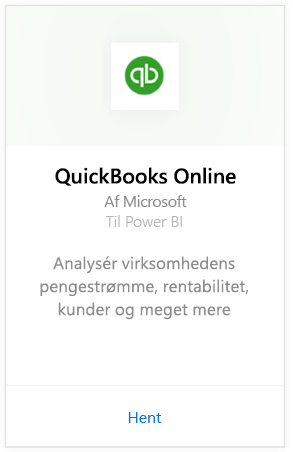 qb
QuickBooks Online
Af Microsoft
Til Power BI
Analysér virksomhedens
pengestrømme, rentabilitet,
kunder og meget mere
Hent